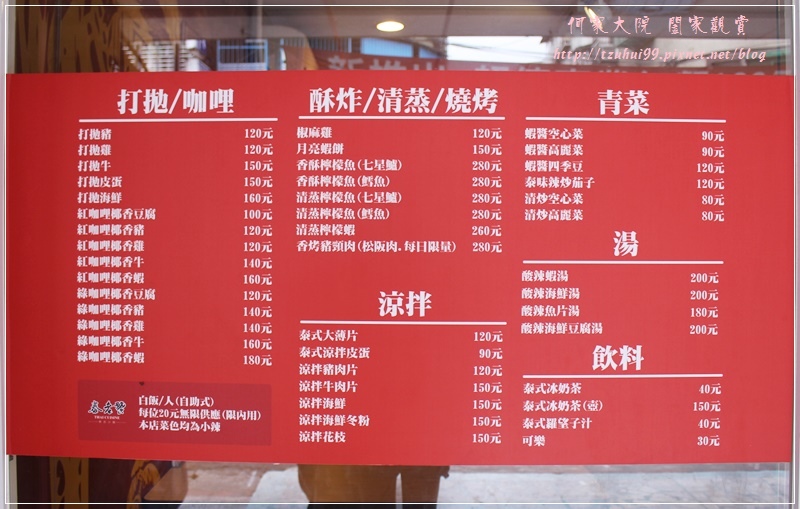 何家大院 闔家觀賞
http://tzkhui99.pixnet.net/blog
打拋/咖哩
打拋豬 120元
打拋雞 120元
打拋牛 150元
打拋皮蛋 150元
打拋海鮮 160元
紅咖哩椰香豆腐 100元
紅咖哩椰香豬 120元
紅咖哩椰香雞 120元
紅咖哩椰香牛 140元
紅咖哩椰香蝦 160元
綠咖哩椰香豆腐 120元
綠咖哩椰香豬 140元
綠咖哩椰香雞 140元
綠咖哩椰香牛 160元
綠咖哩椰香蝦 180元
白飯/人(自助式)
每位20元無限供應(限內用)
本店菜色均為小辣
酥炸/清蒸/燒烤
椒麻雞 120元
月亮蝦餅 150元
香酥檸檬魚(七星鱸) 280元
香酥檸檬魚(鱈魚) 280元
清蒸檸檬魚(七星鱸) 280元
清蒸檸檬魚(鱈魚) 280元
清蒸檸檬蝦 260元
香烤豬頸肉(松阪肉.每日限量) 280元
涼拌
泰式大薄片 120元
泰式涼拌皮蛋 90元
涼拌豬肉片 120元
涼拌牛肉片 150元
涼拌海鮮 150元
涼拌海鮮冬粉 150元
涼拌花枝 150元
青菜
蝦醬空心菜 90元
蝦醬高麗菜 90元
蝦醬四季豆 120元
泰味辣炒茄子 120元
清炒空心菜 80元
清炒高麗菜 80元
湯
酸辣蝦湯 200元
酸辣海鮮湯 200元
酸辣魚片湯 180元
酸辣海鮮豆腐湯 200元
飲料
泰式冰奶茶 40元
泰式冰奶茶(壺) 150元
泰式羅望子汁 40元
可樂 30元